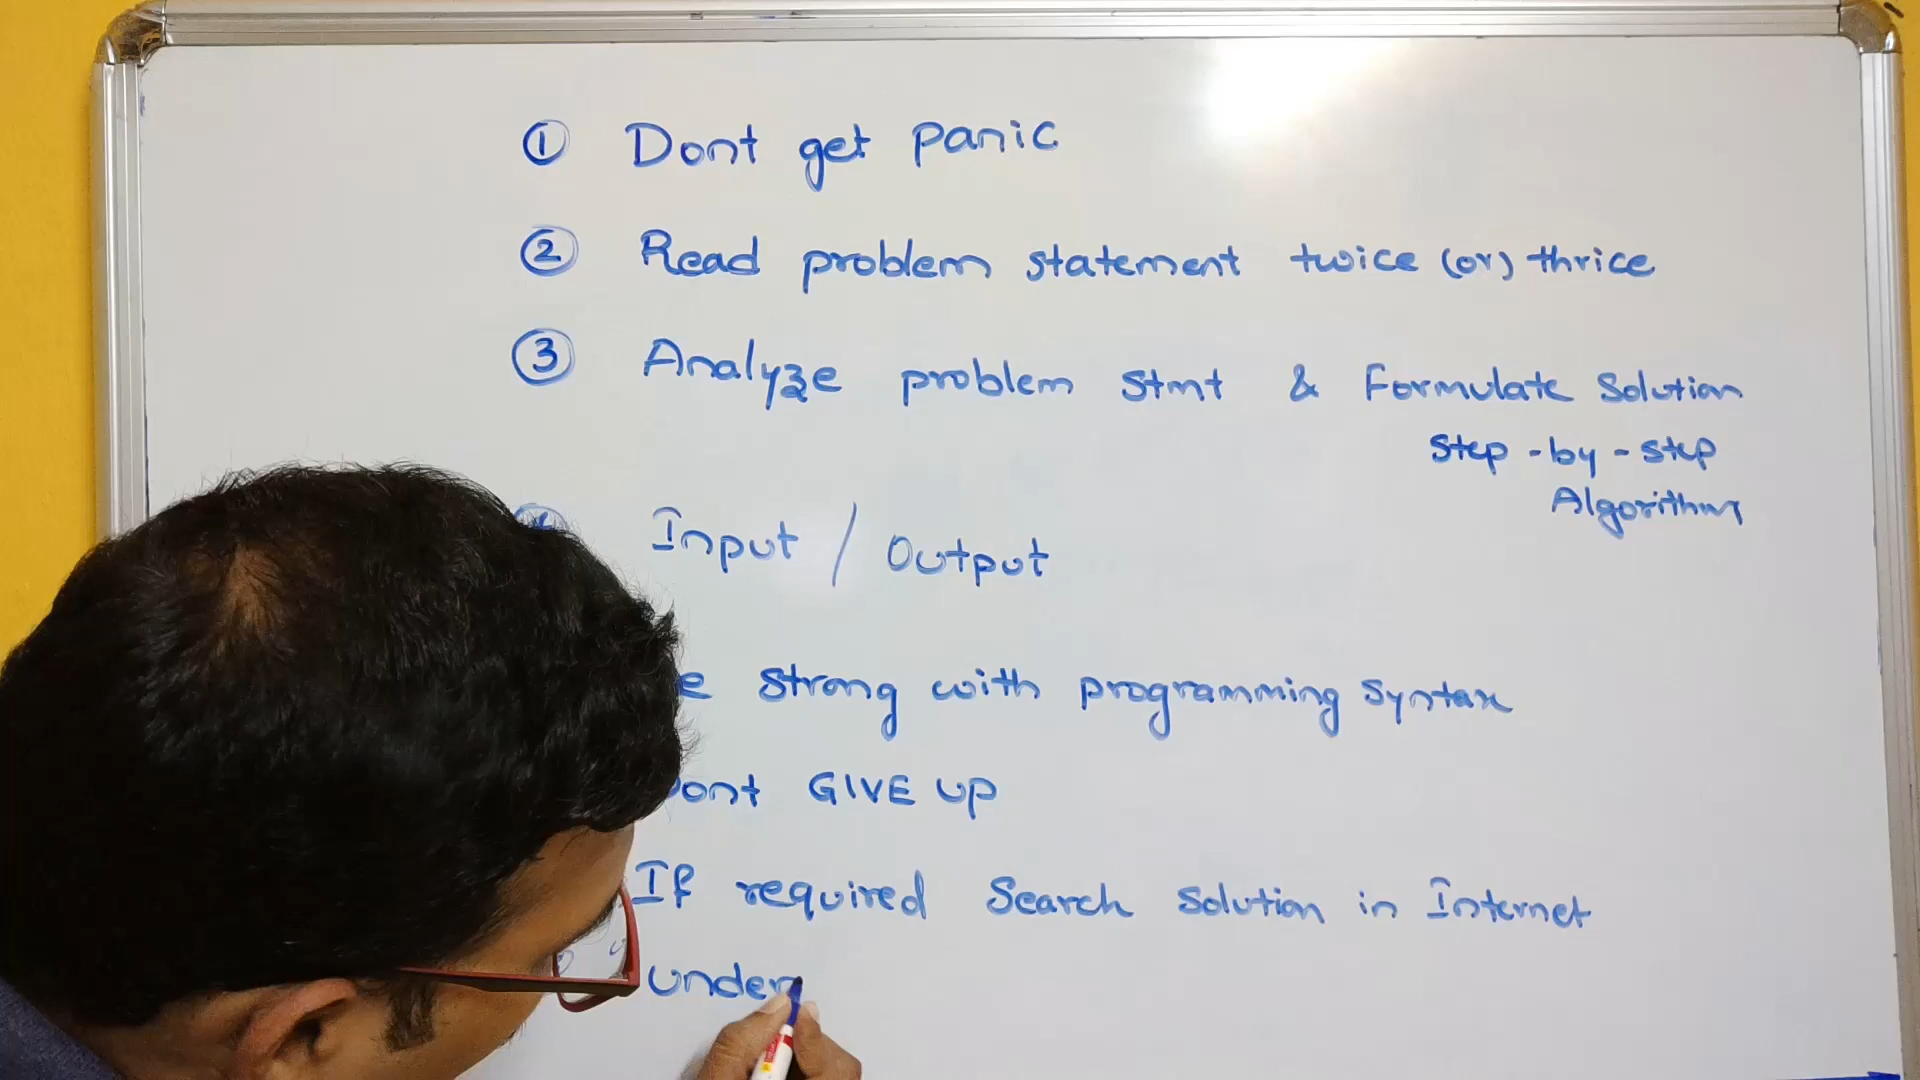 ① Dont get panic
② Read problem statement twice (or) thrice
③ Analyze problem stmt & Formulate Solution
Step - by - step
Algorithm
Input / Output
e strong with programming Syntax
Dont GIVE UP
If required Search Solution in Internet
under